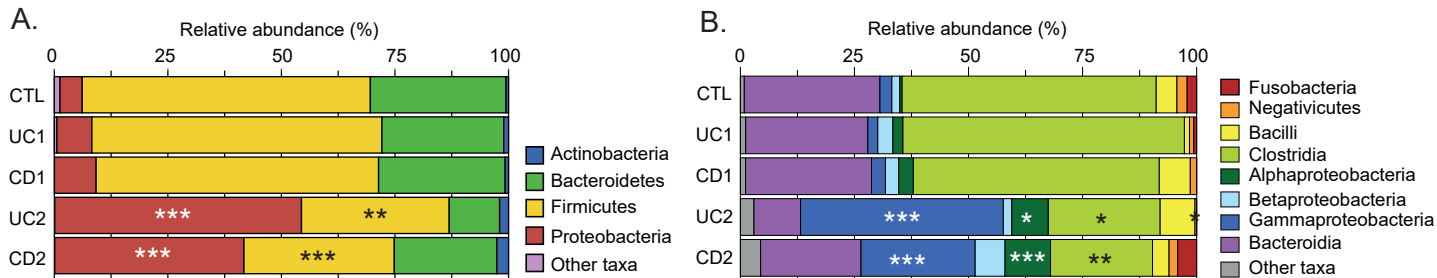 A.
Relative abundance (%)
0 25 50 75 100
CTL
UC1
CD1
UC2 *** **
CD2 *** ***
Actinobacteria
Bacteroidetes
Firmicutes
Proteobacteria
Other taxa
B.
Relative abundance (%)
0 25 50 75 100
CTL
UC1
CD1
UC2 *** * * *
CD2 *** *** **
Fusobacteria
Negativicutes
Bacilli
Clostridia
Alphaproteobacteria
Betaproteobacteria
Gammaproteobacteria
Bacteroidia
Other taxa